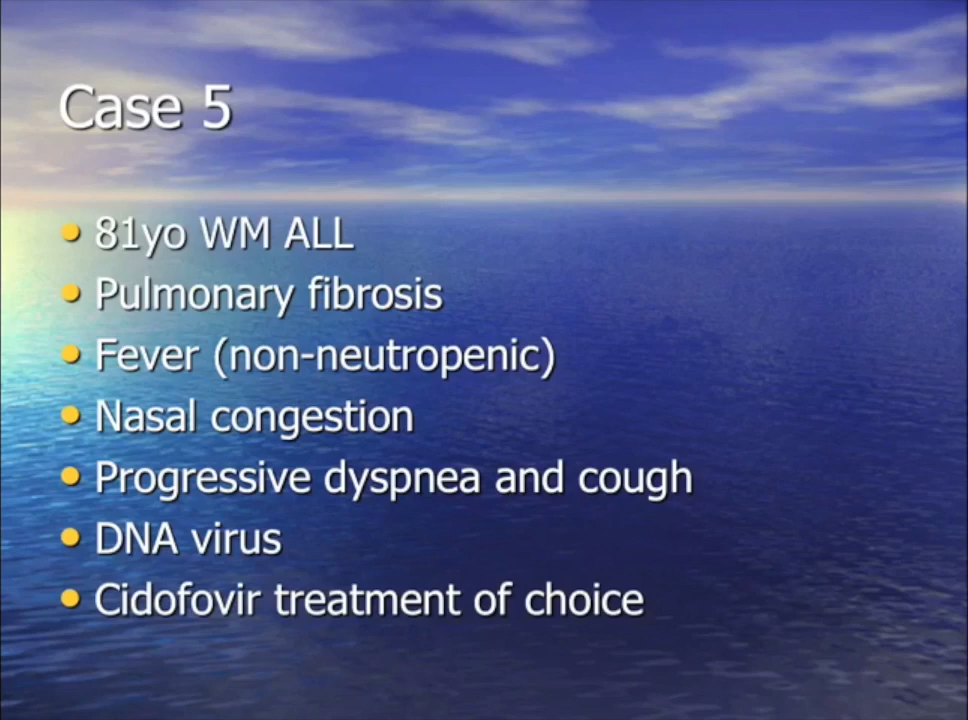 Case 5
81yo WM ALL
Pulmonary fibrosis
Fever (non-neutropenic)
Nasal congestion
Progressive dyspnea and cough
DNA virus
Cidofovir treatment of choice